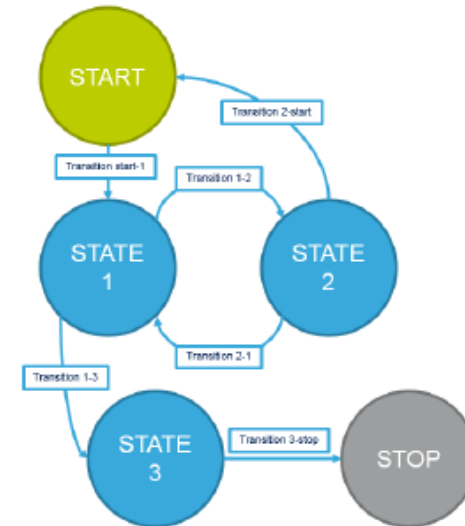 START
Transition 2-start
Transition start-1
Transition 1-2
STATE
1
STATE
2
Transition 2-1
Transition 1-3
STATE
3
Transition 3-stop
STOP